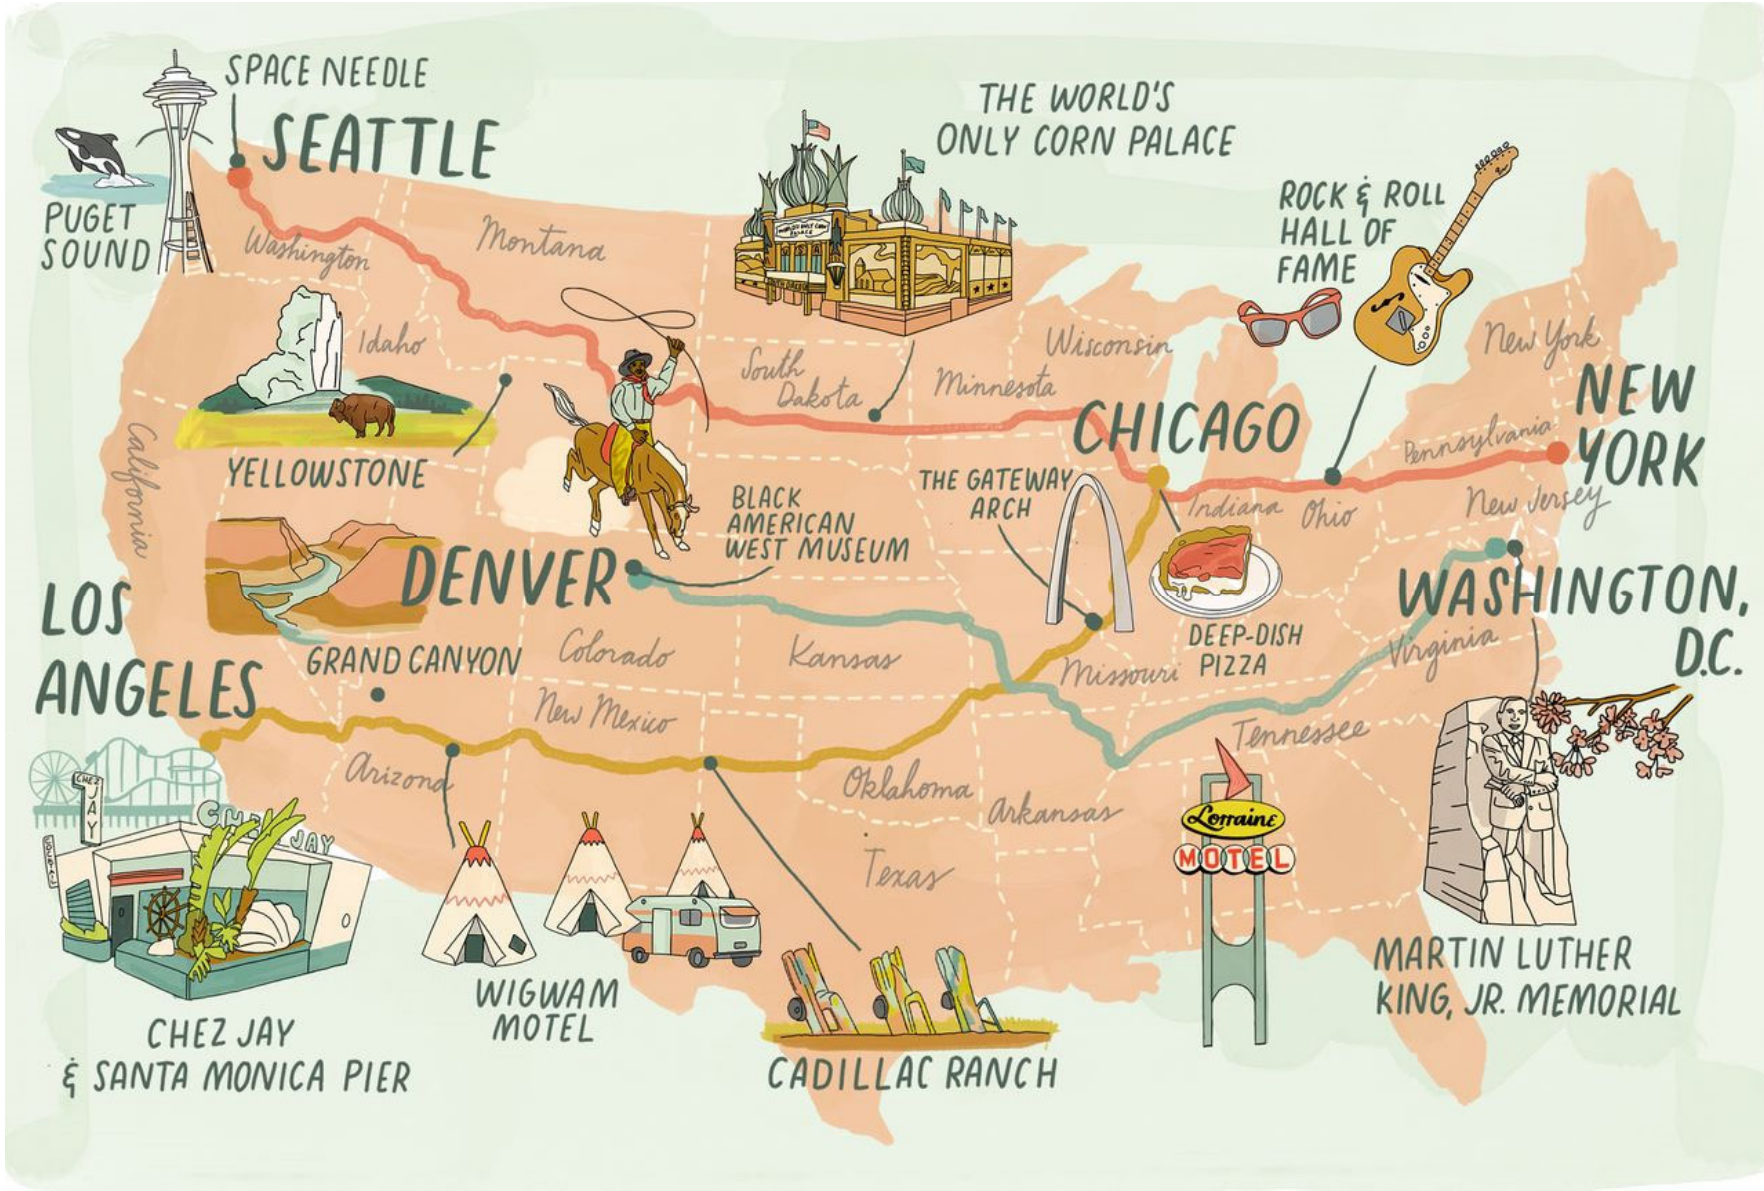 SPACE NEEDLE
SEATTLE
PUGET
SOUND
THE WORLD'S
ONLY CORN PALACE
ROCK & ROLL
HALL OF
FAME
Washington
Montana
Idaho
South
Dakota
Minnesota
Wisconsin
New York
NEW
YORK
CHICAGO
Pennsylvania
New Jersey
Indiana
Ohio
California
YELLOWSTONE
THE GATEWAY
ARCH
BLACK
AMERICAN
WEST MUSEUM
DENVER
LOS
ANGELES
GRAND CANYON
Colorado
Kansas
Missouri
DEEP-DISH
PIZZA
WASHINGTON,
D.C.
Virginia
New Mexico
Arizona
Oklahoma
Arkansas
Tennessee
Texas
CHEZ
JAY
CHEZ JAY
Lorraine
MOTEL
WIGWAM
MOTEL
CHEZ JAY
& SANTA MONICA PIER
CADILLAC RANCH
MARTIN LUTHER
KING, JR. MEMORIAL